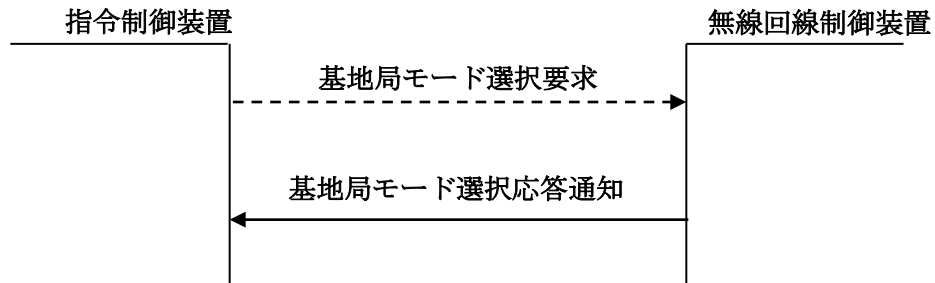 指令制御装置
無線回線制御装置
基地局モード選択要求
基地局モード選択応答通知